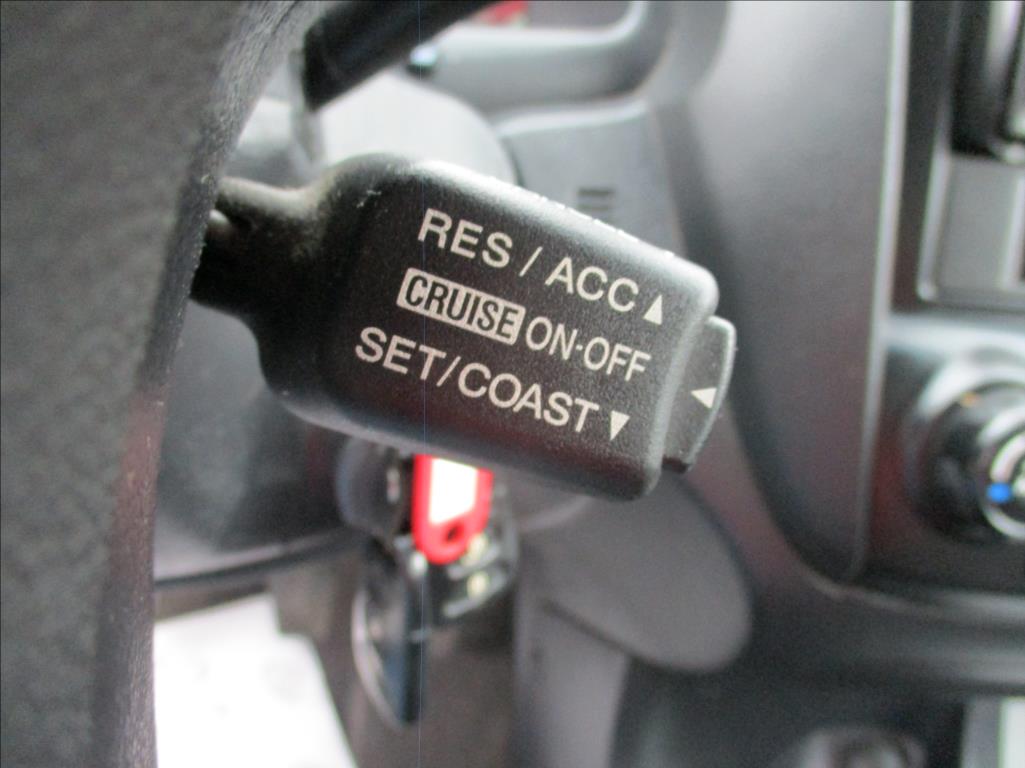 RES / ACC ▲
CRUISE ON-OFF ◀
SET/COAST ▼